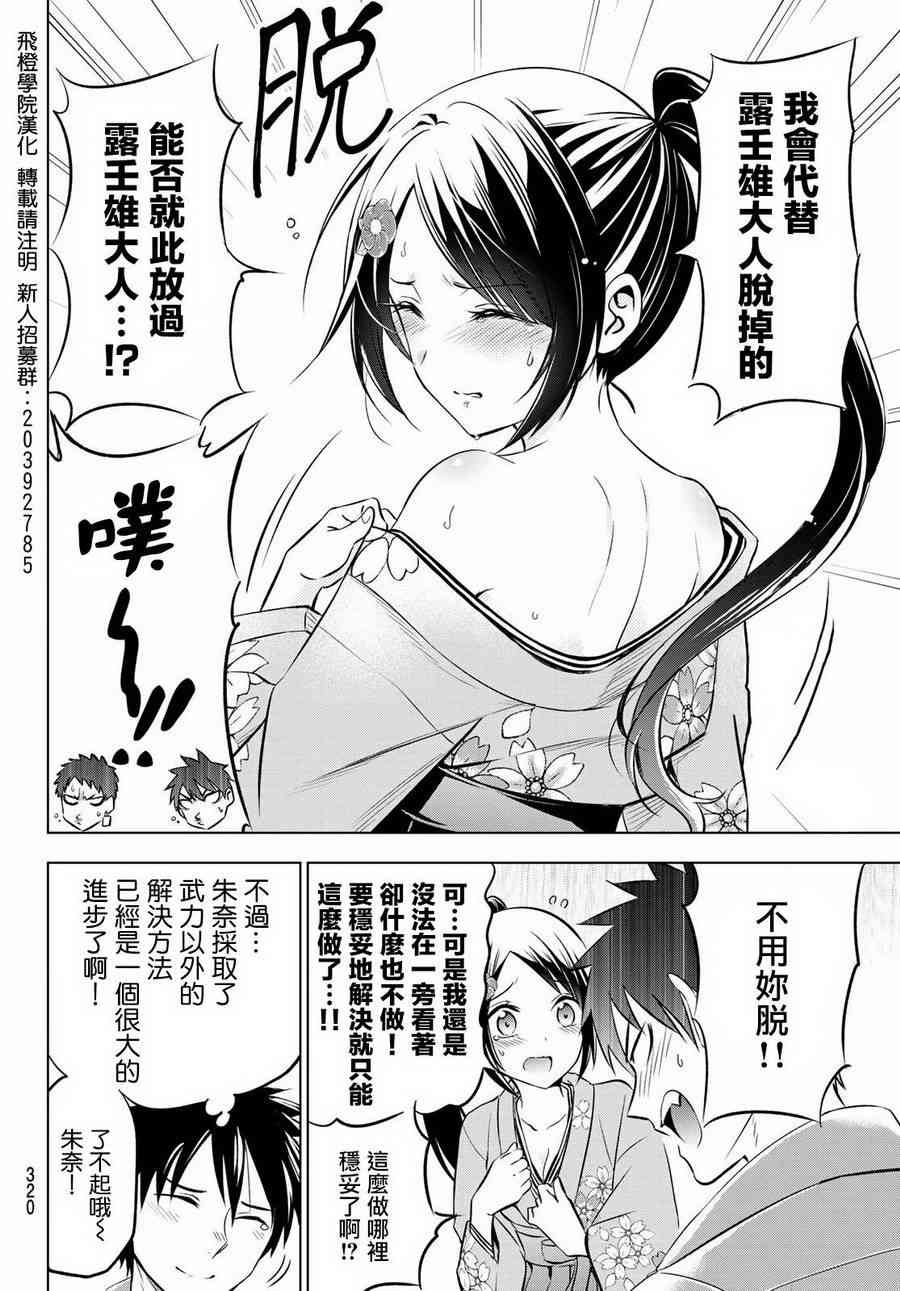 我會代替
露壬雄大人脫掉的
脫
能否就此放過
露壬雄大人…!?
噗~~!!
不用妳脫!!
可…可是我還是
沒法在一旁看著
卻什麼也不做!
要穩妥地解決就只能
這麼做了…!!
這麼做哪裡
穩妥了啊!?
不過…
朱奈採取了
武力以外的
解決方法
已經是一個很大的
進步了啊!
了不起哦~
朱奈!
飛橙學院漢化 轉載請注明 新人招募群:20392785
320